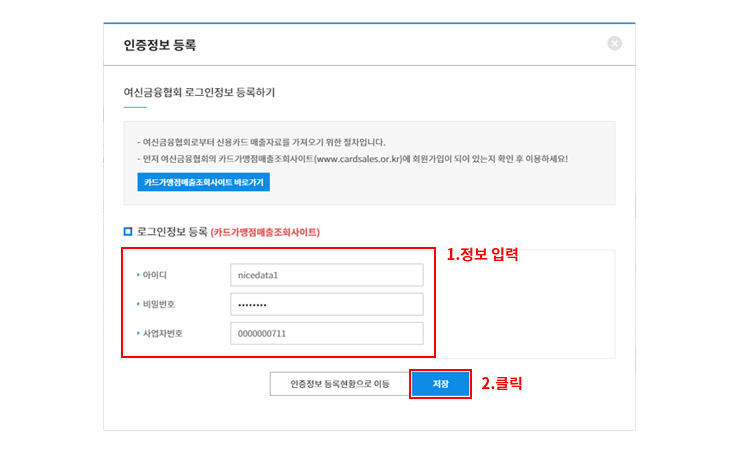 인증정보 등록
여신금융협회 로그인정보 등록하기
- 여신금융협회로부터 신용카드 매출자료를 가져오기 위한 절차입니다.
- 먼저 여신금융협회의 카드가맹점매출조회사이트(www.cardsales.or.kr)에 회원가입이 되어 있는지 확인 후 이용하세요!
카드가맹점매출조회사이트 바로가기
로그인정보 등록 (카드가맹점매출조회사이트)
1.정보 입력
아이디 nicedata1
비밀번호 ••••••••
사업자번호 0000000711
인증정보 등록현황으로 이동 저장 2.클릭